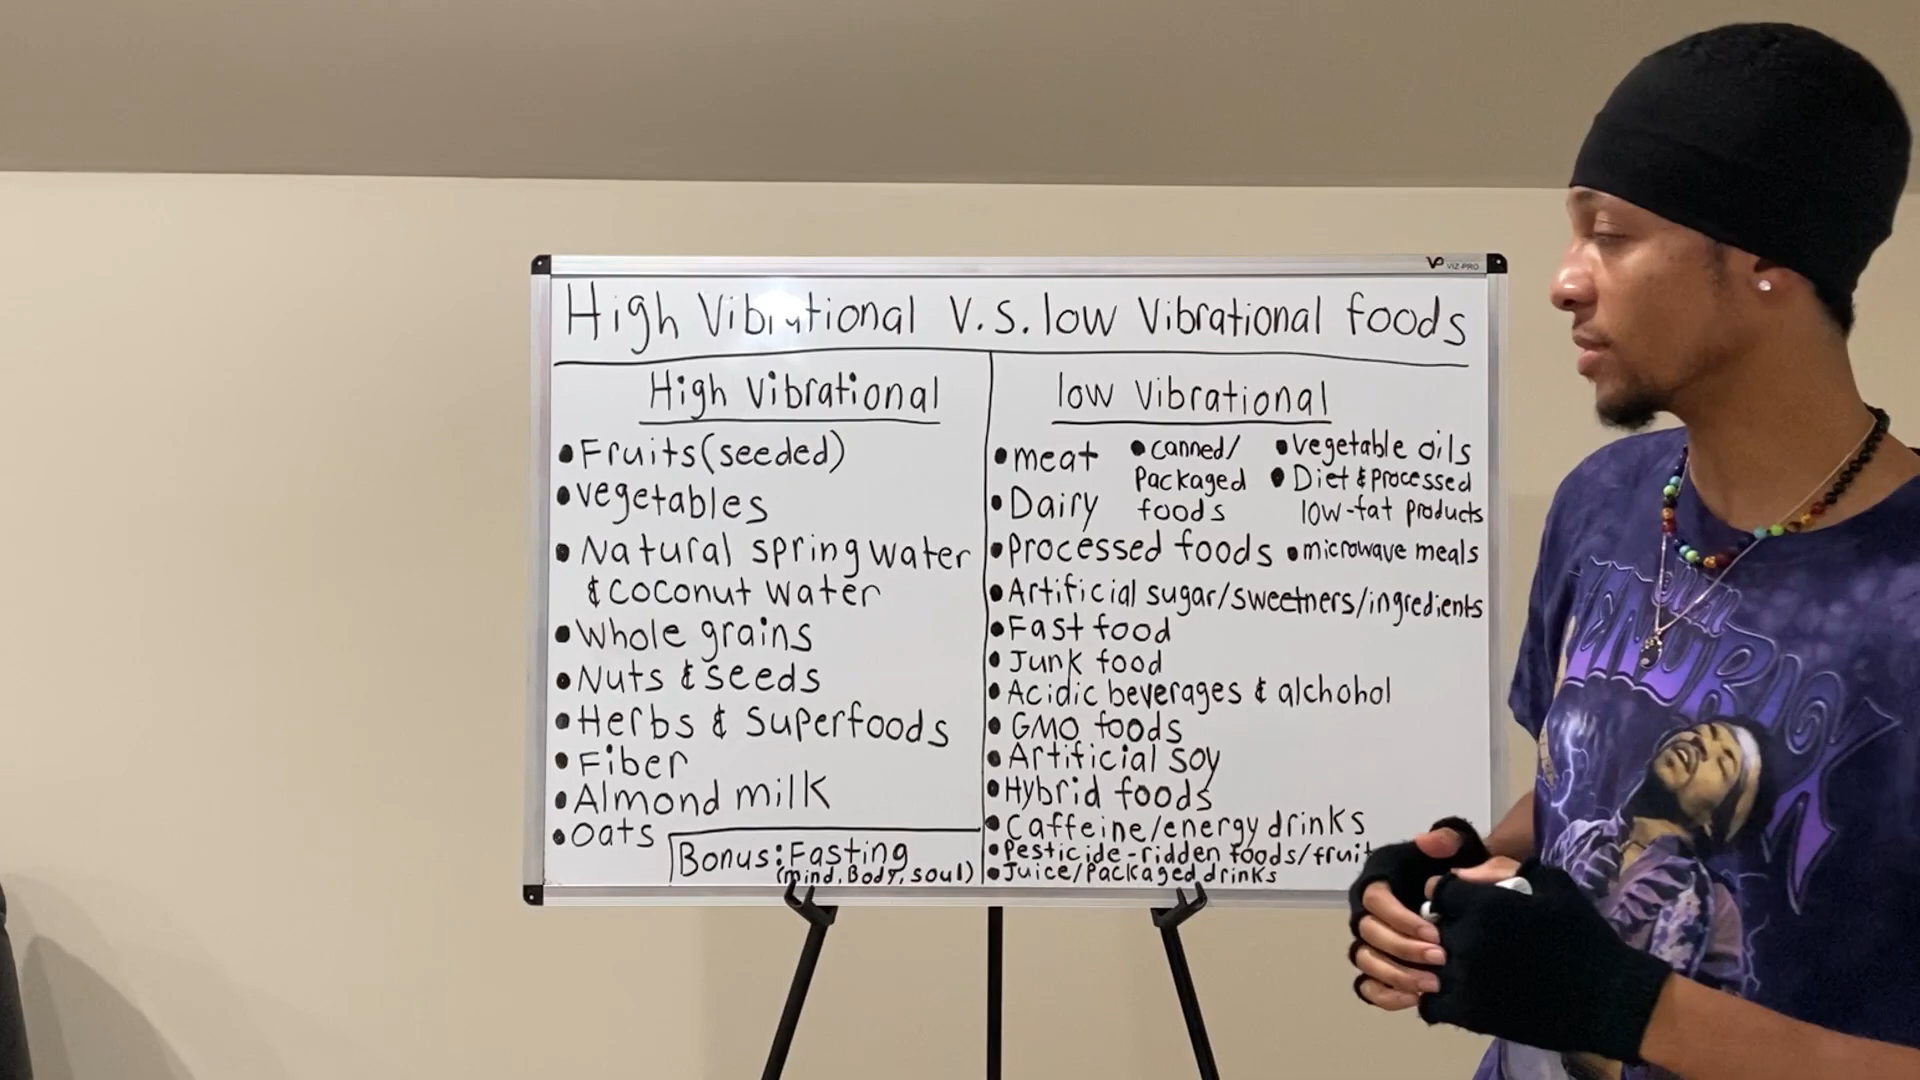 VP VIZ-PRO
High Vibrational V.S. low Vibrational foods
High Vibrational
•Fruits(seeded)
•vegetables
•Natural spring water
& coconut water
•Whole grains
•Nuts & seeds
•Herbs & Superfoods
•Fiber
•Almond milk
•Oats
Bonus: Fasting
(mind, Body, soul)
low Vibrational
•meat
•Dairy
•canned/
Packaged
foods
•vegetable oils
•Diet & processed
low-fat products
•Processed foods •microwave meals
•Artificial sugar/sweetners/ingredients
•Fast food
•Junk food
•Acidic beverages & alchohol
•GMO foods
•Artificial soy
•Hybrid foods
•Caffeine/energy drinks
•Pesticide-ridden foods/fruit
•Juice/Packaged drinks
HENDRIX